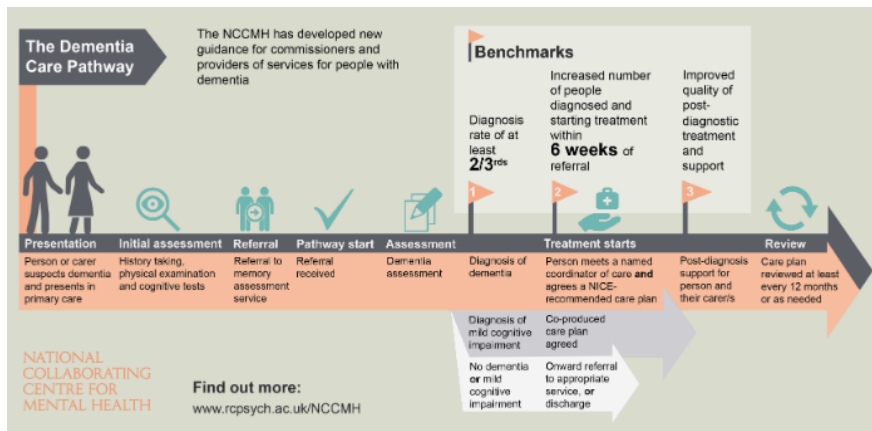 The Dementia
Care Pathway
The NCCMH has developed new
guidance for commissioners and
providers of services for people with
dementia
Benchmarks
Diagnosis
rate of at
least
2/3rds
Increased number
of people
diagnosed and
starting treatment
within
6 weeks of
referral
Improved
quality of
post-
diagnostic
treatment
and
support
1
2
3
Presentation
Person or carer
suspects dementia
and presents in
primary care
Initial assessment
History taking,
physical examination
and cognitive tests
Referral
Referral to
memory
assessment
service
Pathway start
Referral
received
Assessment
Dementia
assessment
Diagnosis of
dementia
Treatment starts
Person meets a named
coordinator of care and
agrees a NICE-
recommended care plan
Post-diagnosis
support for
person and
their carer/s
Review
Care plan
reviewed at least
every 12 months
or as needed
Diagnosis of
mild cognitive
impairment
Co-produced
care plan
agreed
No dementia
or mild
cognitive
impairment
Onward referral
to appropriate
service, or
discharge
NATIONAL
COLLABORATING
CENTRE FOR
MENTAL HEALTH
Find out more:
www.rcpsych.ac.uk/NCCMH